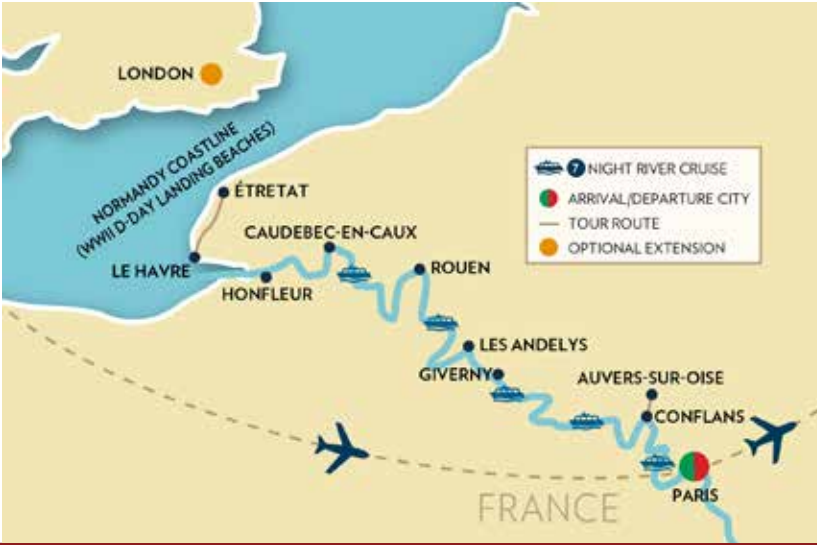 LONDON
NORMANDY COASTLINE
(WWII D-DAY LANDING BEACHES)
ÉTRETAT
CAUDEBEC-EN-CAUX
LE HAVRE
HONFLEUR
ROUEN
LES ANDELYS
GIVERNY
AUVERS-SUR-OISE
CONFLANS
PARIS
FRANCE
7 NIGHT RIVER CRUISE
ARRIVAL/DEPARTURE CITY
TOUR ROUTE
OPTIONAL EXTENSION